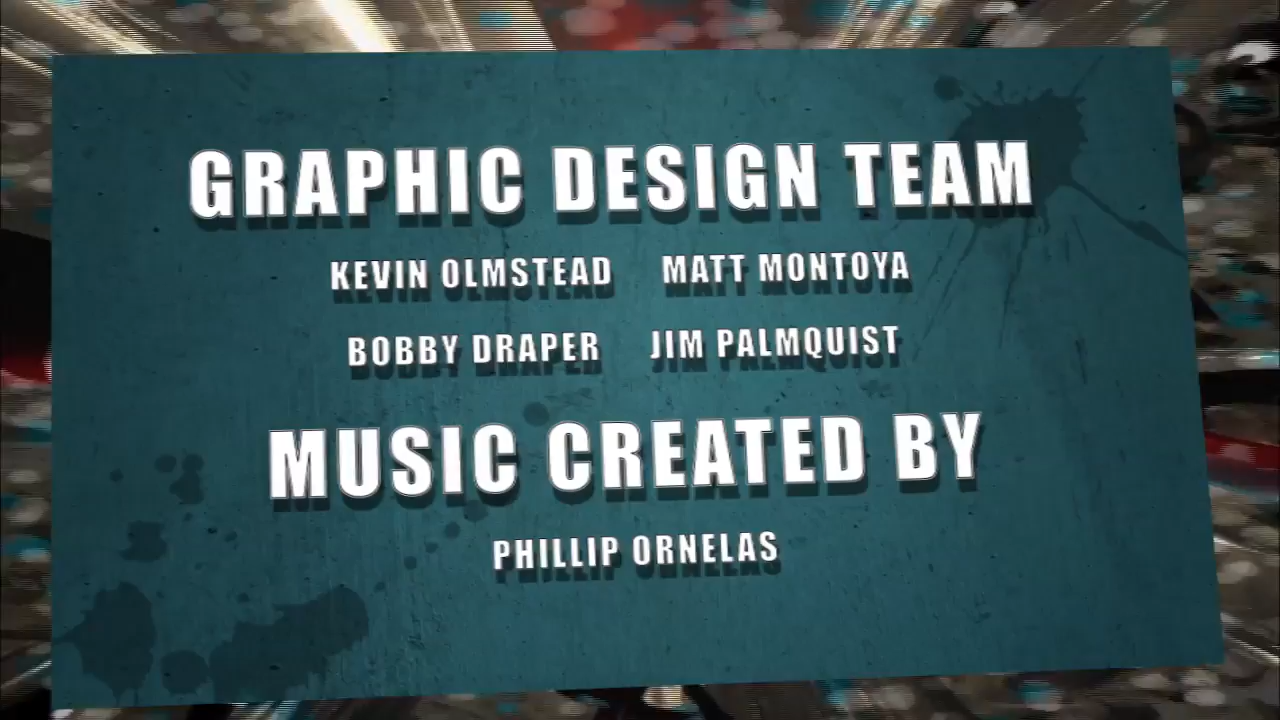 GRAPHIC DESIGN TEAM
KEVIN OLMSTEAD MATT MONTOYA
BOBBY DRAPER JIM PALMQUIST
MUSIC CREATED BY
PHILLIP ORNELAS